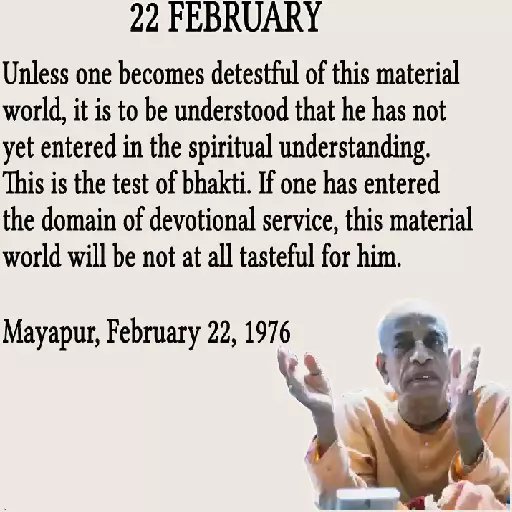 22 FEBRUARY
Unless one becomes detestful of this material
world, it is to be understood that he has not
yet entered in the spiritual understanding.
This is the test of bhakti. If one has entered
the domain of devotional service, this material
world will be not at all tasteful for him.
Mayapur, February 22, 1976